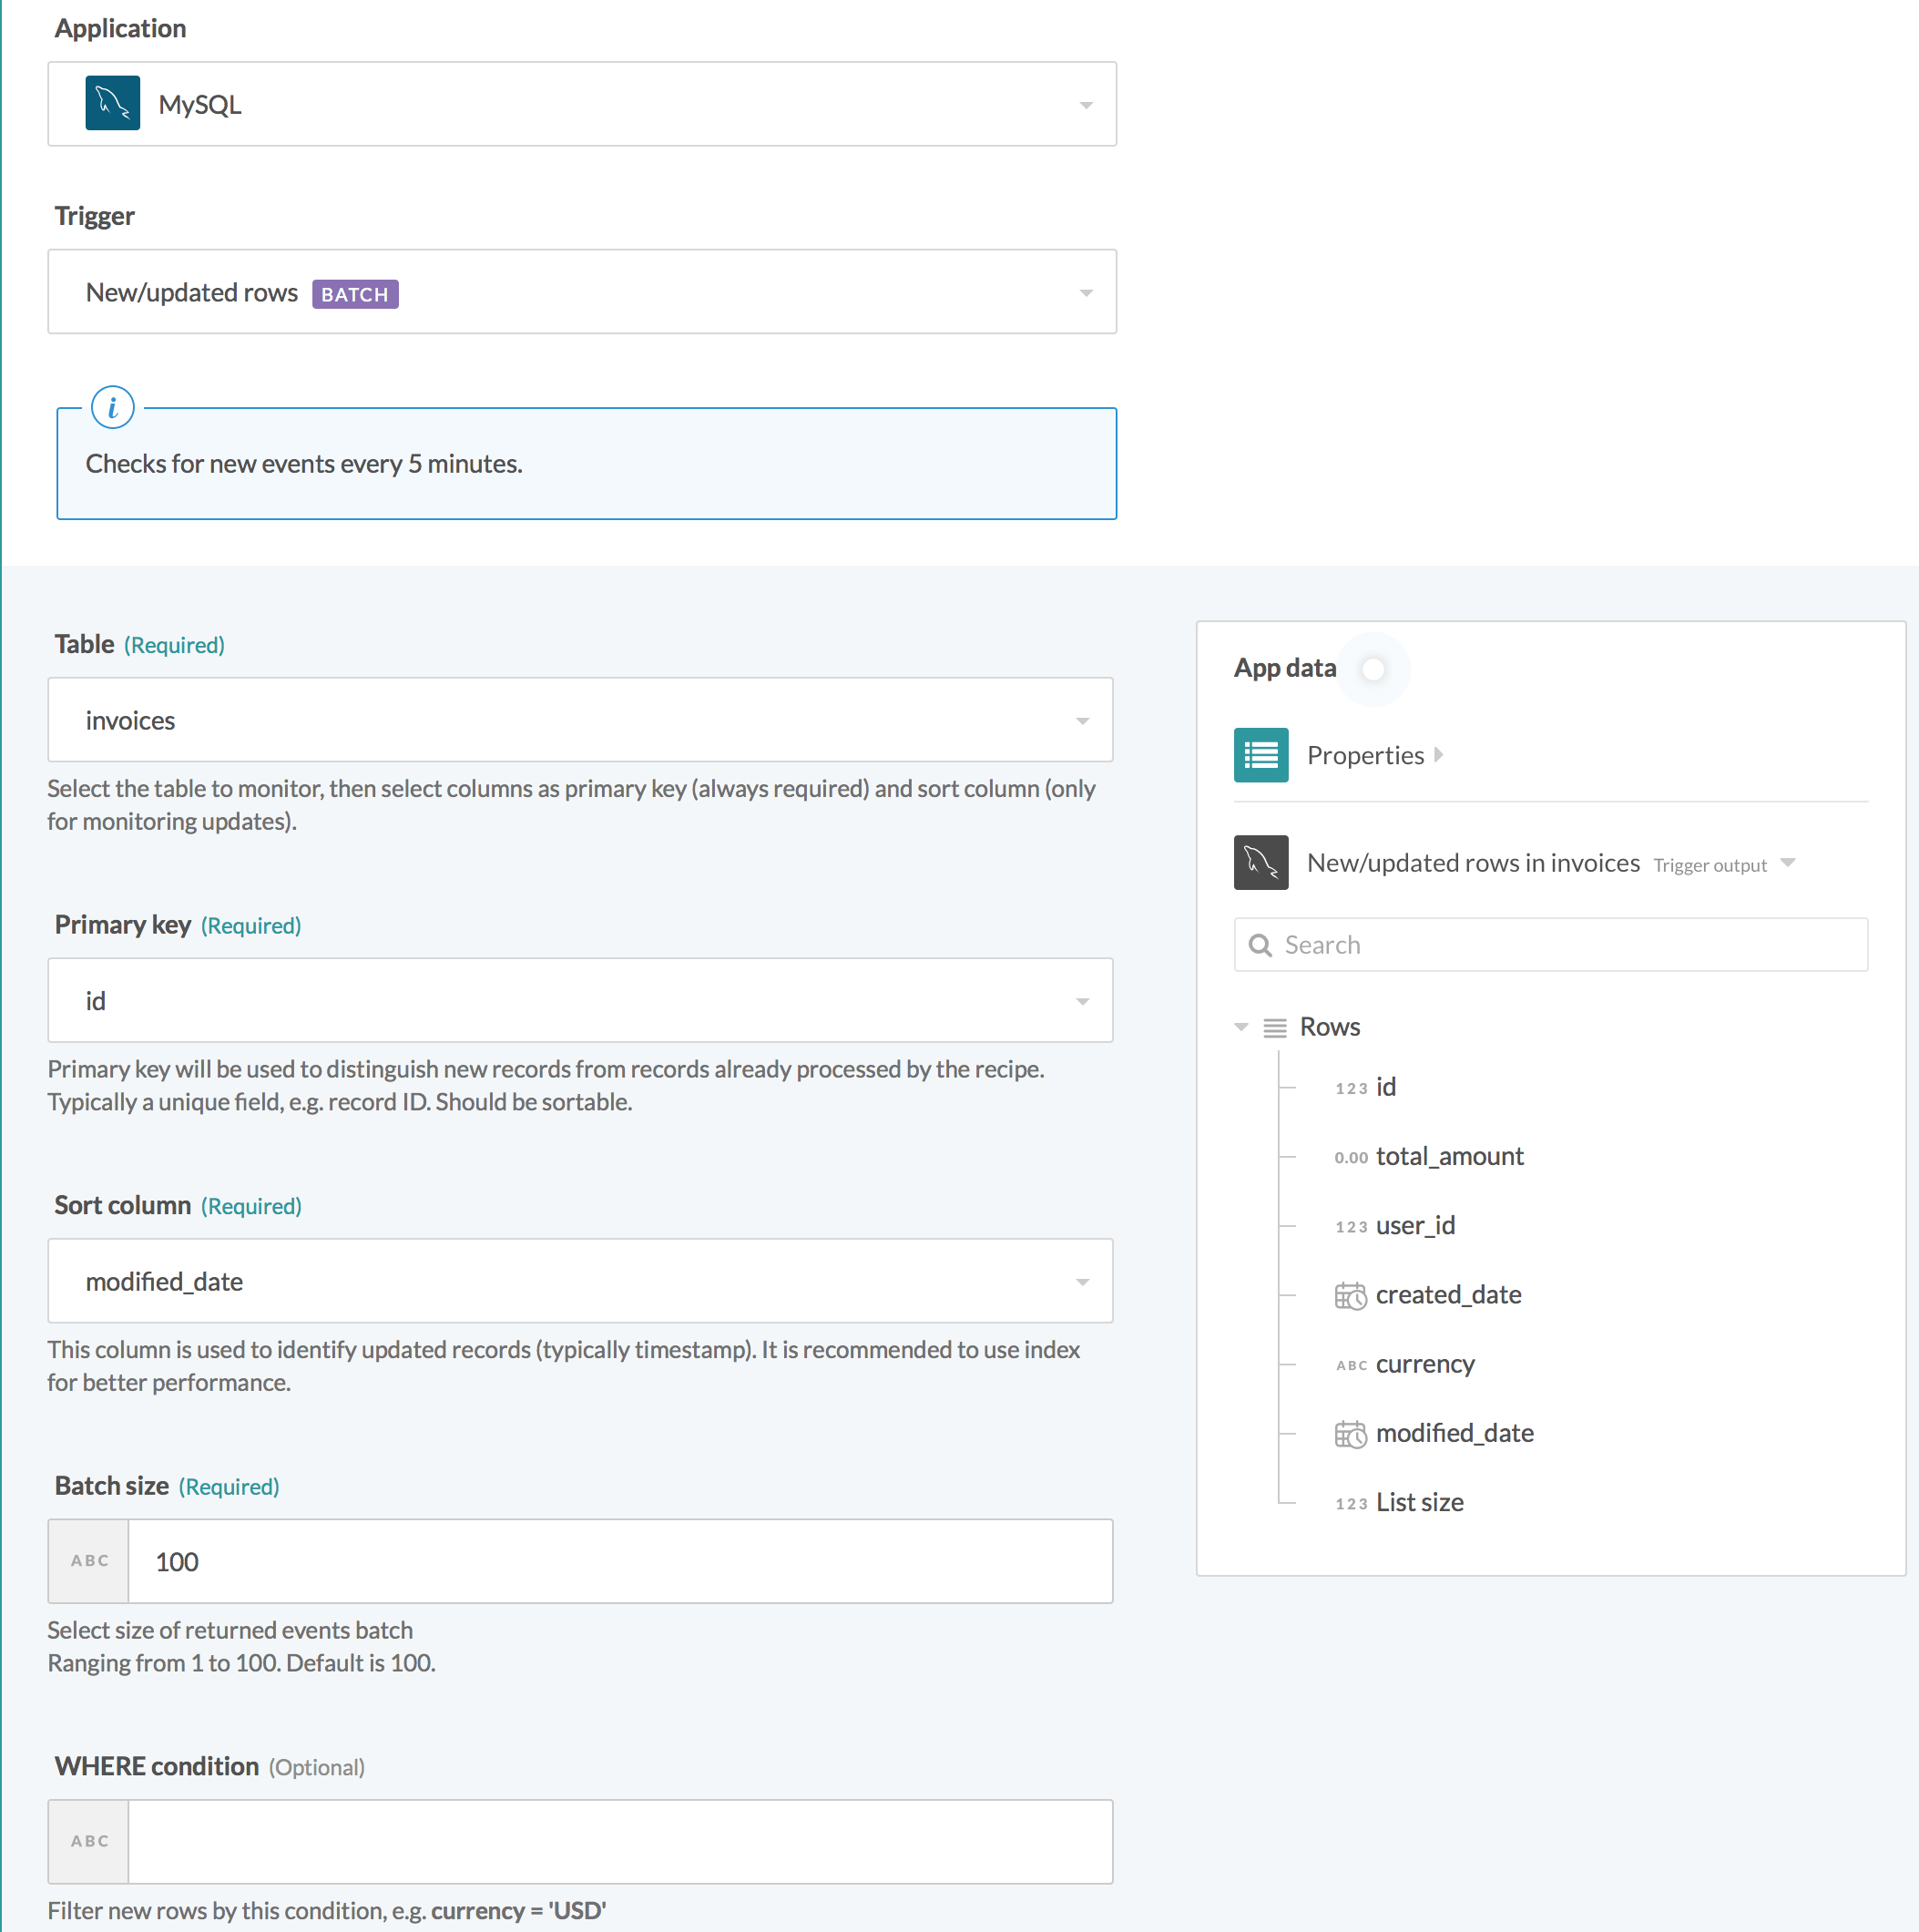 Application
MySQL
Trigger
New/updated rows BATCH
i
Checks for new events every 5 minutes.
Table (Required)
invoices
Select the table to monitor, then select columns as primary key (always required) and sort column (only
for monitoring updates).
Primary key (Required)
id
Primary key will be used to distinguish new records from records already processed by the recipe.
Typically a unique field, e.g. record ID. Should be sortable.
Sort column (Required)
modified_date
This column is used to identify updated records (typically timestamp). It is recommended to use index
for better performance.
Batch size (Required)
ABC 100
Select size of returned events batch
Ranging from 1 to 100. Default is 100.
WHERE condition (Optional)
ABC
Filter new rows by this condition, e.g. currency = 'USD'
App data
Properties
New/updated rows in invoices Trigger output
Search
Rows
123 id
0.00 total_amount
123 user_id
created_date
ABC currency
modified_date
123 List size